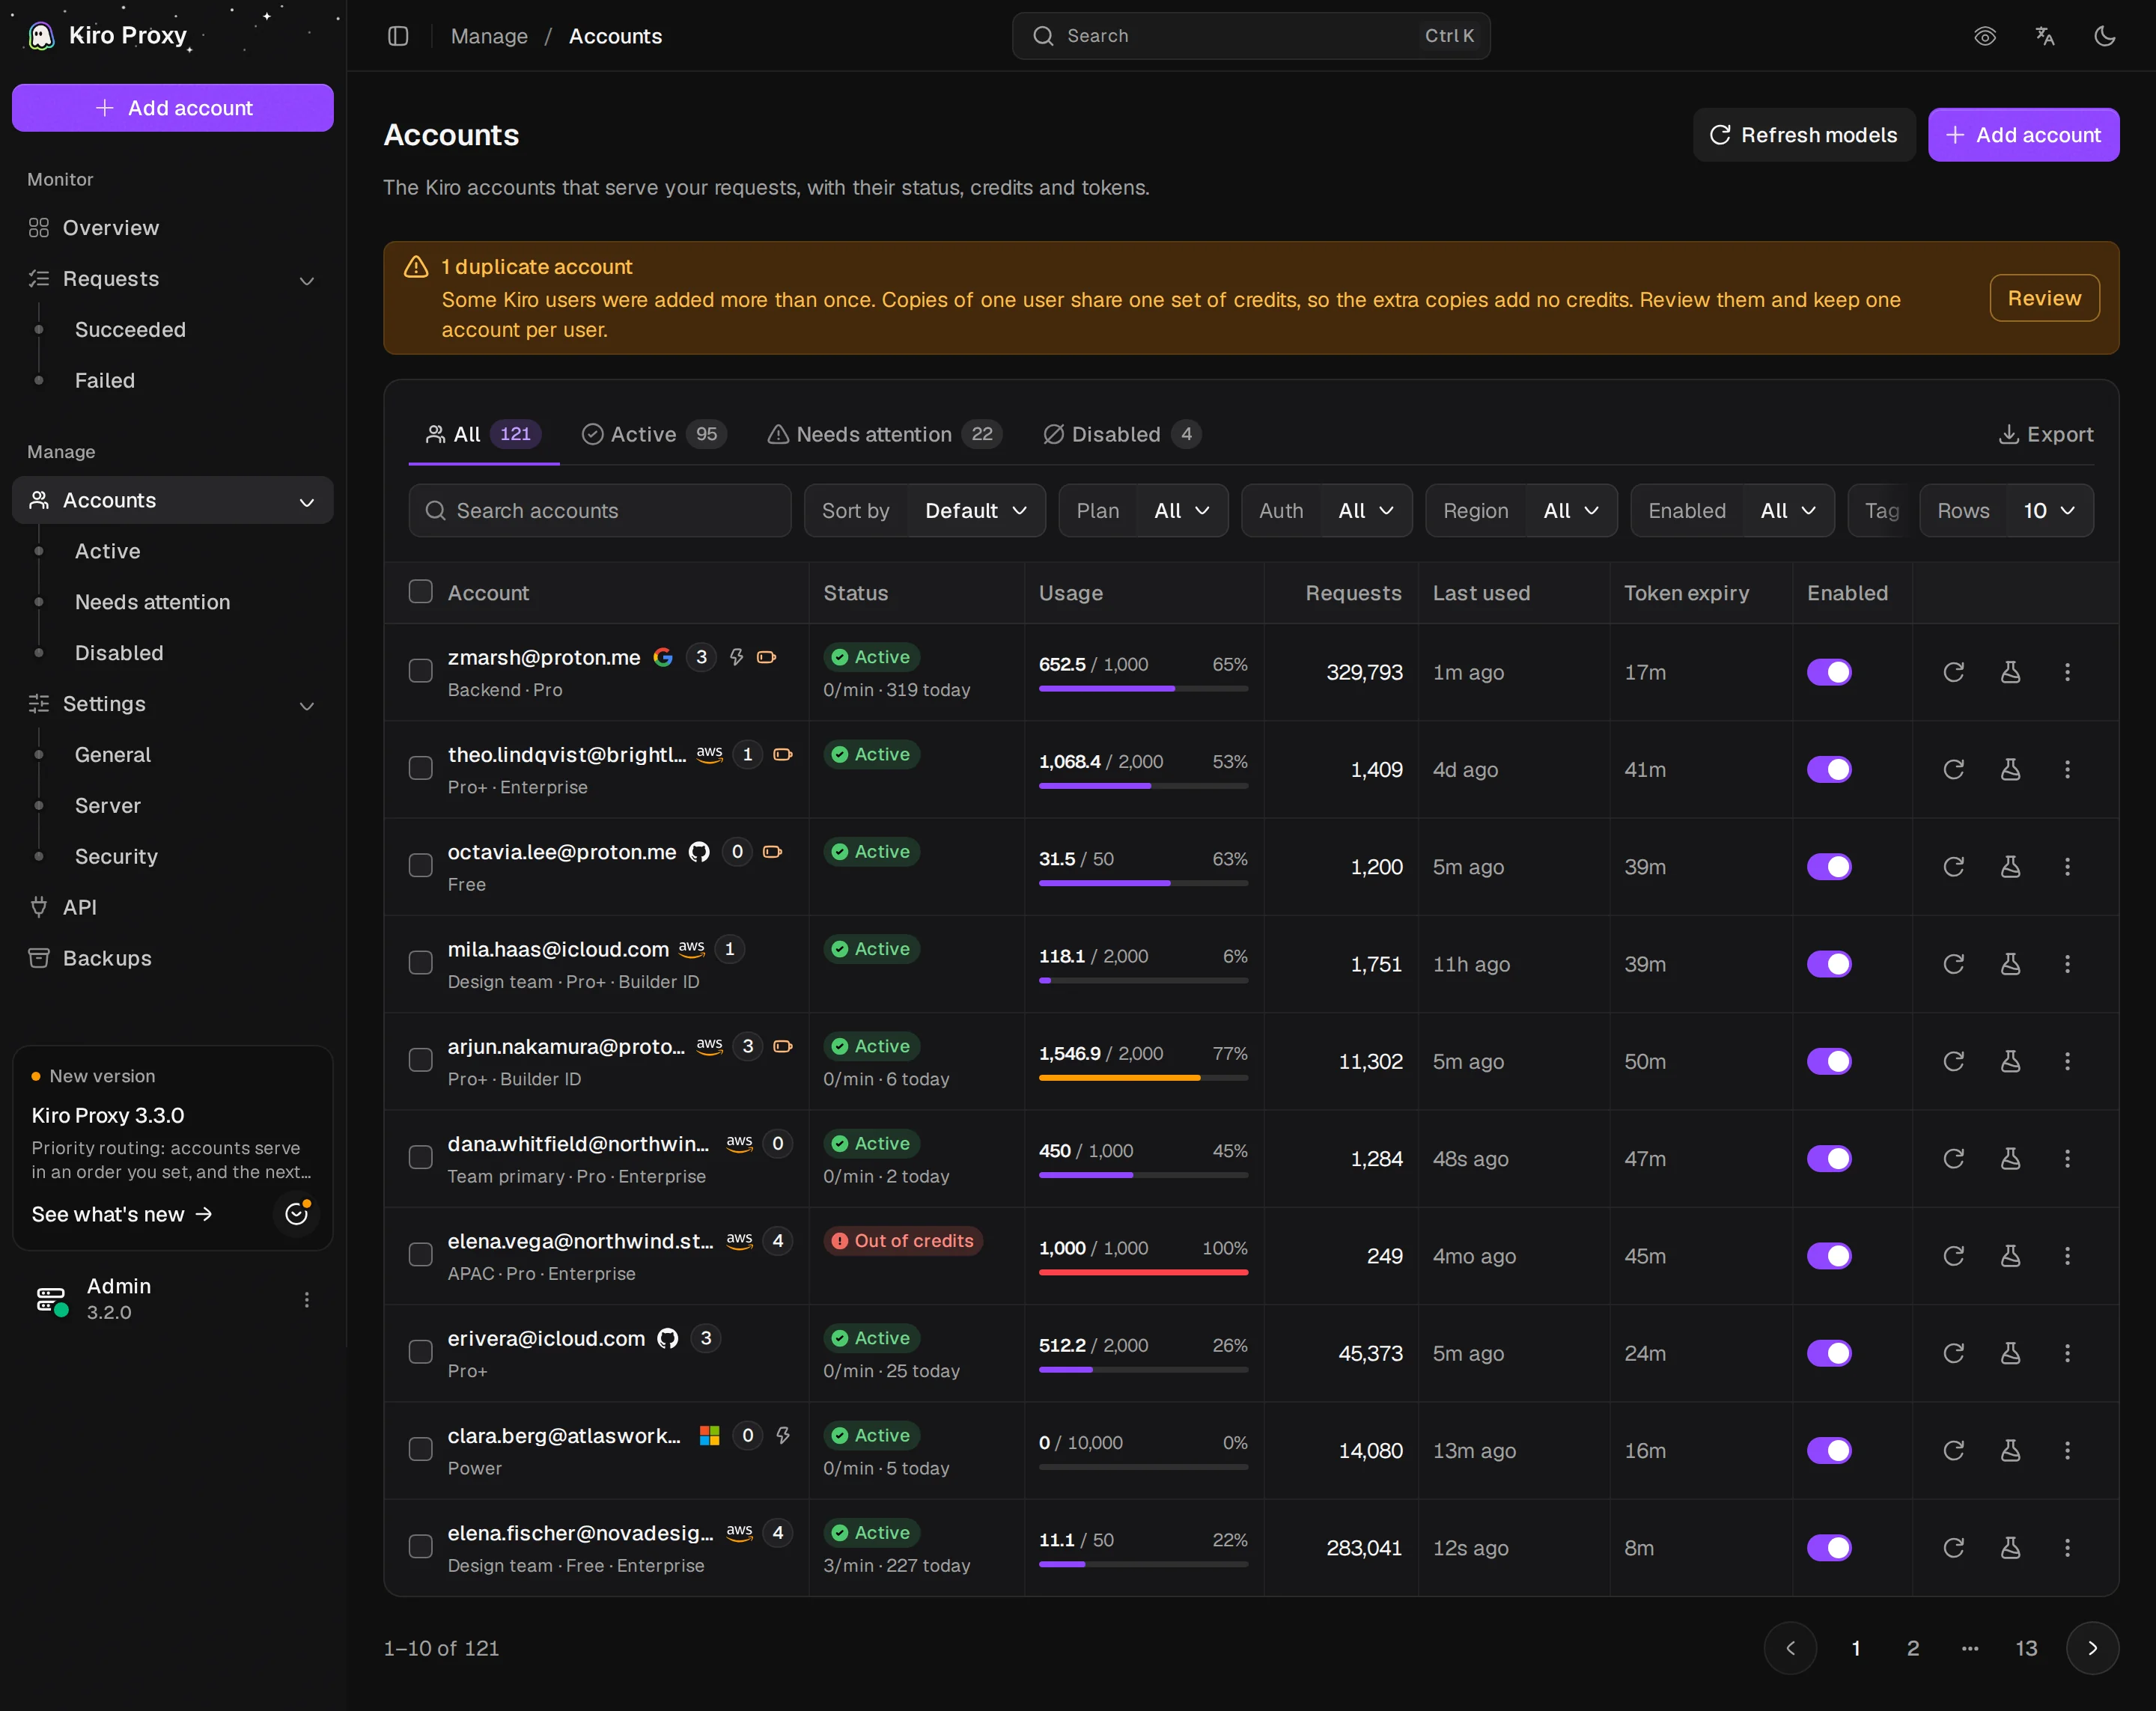 Kiro Proxy
Manage / Accounts
Search
Ctrl K
Add account
Monitor
Overview
Requests
Succeeded
Failed
Manage
Accounts
Active
Needs attention
Disabled
Settings
General
Server
Security
API
Backups
New version
Kiro Proxy 3.3.0
Priority routing: accounts serve
in an order you set, and the next...
See what's new →
Admin
3.2.0
Accounts
The Kiro accounts that serve your requests, with their status, credits and tokens.
Refresh models
Add account
1 duplicate account
Some Kiro users were added more than once. Copies of one user share one set of credits, so the extra copies add no credits. Review them and keep one
account per user.
Review
All 121
Active 95
Needs attention 22
Disabled 4
Export
Search accounts
Sort by Default
Plan All
Auth All
Region All
Enabled All
Tag
Rows 10
Account Status Usage Requests Last used Token expiry Enabled
zmarsh@proton.me 3 Active 652.5 / 1,000 65% 329,793 1m ago 17m
Backend · Pro 0/min · 319 today
theo.lindqvist@brightl... aws 1 Active 1,068.4 / 2,000 53% 1,409 4d ago 41m
Pro+ · Enterprise
octavia.lee@proton.me 0 Active 31.5 / 50 63% 1,200 5m ago 39m
Free
mila.haas@icloud.com aws 1 Active 118.1 / 2,000 6% 1,751 11h ago 39m
Design team · Pro+ · Builder ID
arjun.nakamura@proto... aws 3 Active 1,546.9 / 2,000 77% 11,302 5m ago 50m
Pro+ · Builder ID 0/min · 6 today
dana.whitfield@northwin... aws 0 Active 450 / 1,000 45% 1,284 48s ago 47m
Team primary · Pro · Enterprise 0/min · 2 today
elena.vega@northwind.st... aws 4 Out of credits 1,000 / 1,000 100% 249 4mo ago 45m
APAC · Pro · Enterprise
erivera@icloud.com 3 Active 512.2 / 2,000 26% 45,373 5m ago 24m
Pro+ 0/min · 25 today
clara.berg@atlaswork... 0 Active 0 / 10,000 0% 14,080 13m ago 16m
Power 0/min · 5 today
elena.fischer@novadesig... aws 4 Active 11.1 / 50 22% 283,041 12s ago 8m
Design team · Free · Enterprise 3/min · 227 today
1–10 of 121
1 2 ... 13